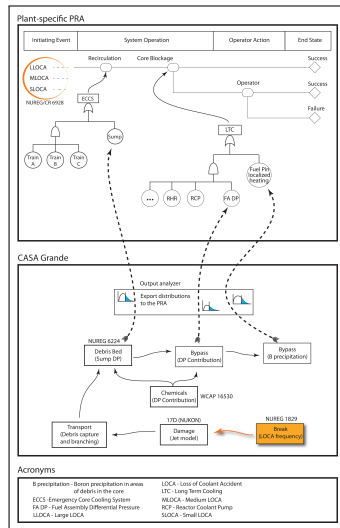 Plant-specific PRA
Initiating Event System Operation Operator Action End State
Recirculation Core Blockage Success
LLOCA
MLOCA
SLOCA
NUREG/CR 6928
Operator Success
ECCS
Failure
LTC
Sump
Train A
Train B
Train C
Fuel Pin localized heating
...
RHR
RCP
FA DP
CASA Grande
Output analyzer
Export distributions
to the PRA
NUREG 6224
Debris Bed
(Sump DP)
Bypass
(DP Contribution)
Bypass
(B precipitation)
Chemicals
(DP Contribution)
WCAP 16530
Transport
(Debris capture
and branching)
17D (NUKON)
Damage
(Jet model)
NUREG 1829
Break
(LOCA frequency)
Acronyms
B precipitation - Boron precipitation in areas
of debris in the core
ECCS -Emergency Core Cooling System
FA DP - Fuel Assembly Differential Pressure
LLOCA - Large LOCA
LOCA - Loss of Coolant Accident
LTC - Long Term Cooling
MLOCA - Medium LOCA
RCP - Reactor Coolant Pump
SLOCA - Small LOCA